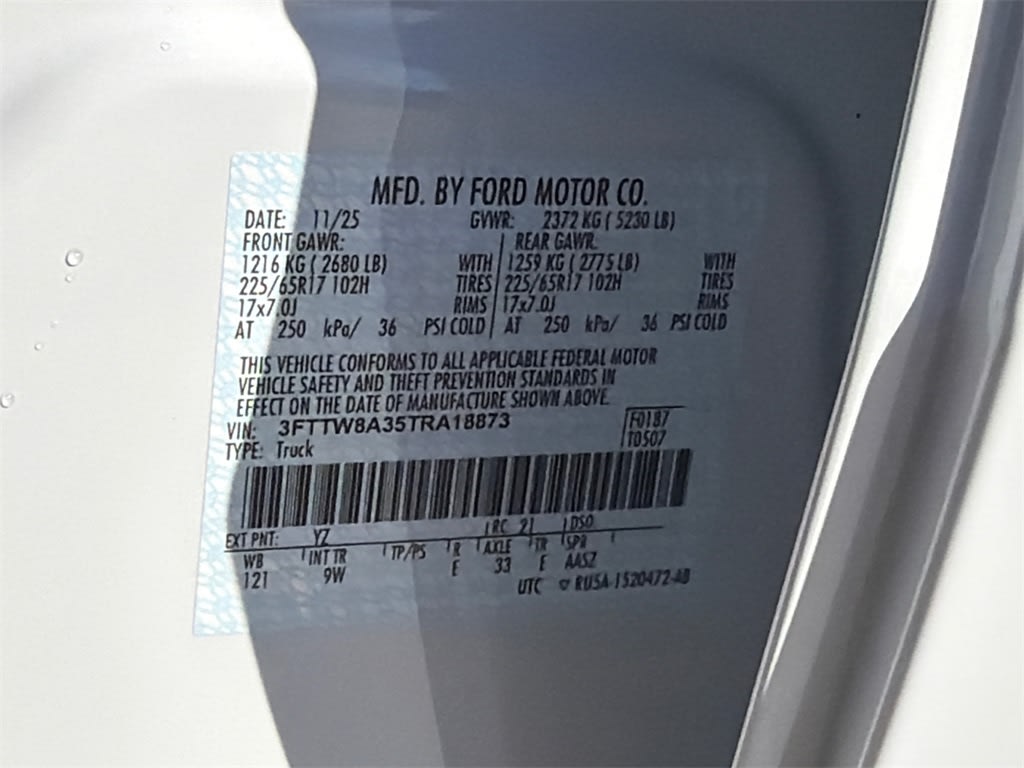 MFD. BY FORD MOTOR CO.
DATE: 11/25 GVWR: 2372 KG ( 5230 LB)
FRONT GAWR: REAR GAWR:
1216 KG ( 2680 LB) WITH 1259 KG ( 2775 LB) WITH
225/65R17 102H TIRES 225/65R17 102H TIRES
17x7.0J RIMS 17x7.0J RIMS
AT 250 kPa/ 36 PSI COLD AT 250 kPa/ 36 PSI COLD
THIS VEHICLE CONFORMS TO ALL APPLICABLE FEDERAL MOTOR
VEHICLE SAFETY AND THEFT PREVENTION STANDARDS IN
EFFECT ON THE DATE OF MANUFACTURE SHOWN ABOVE.
VIN: 3FTTW8A35TRA18873 F0187
TYPE: Truck T0507
EXT PNT: YZ RC 21 DSO
WB INT TR TP/PS R AXLE TR SPR
121 9W E 33 E AASZ
UTC RU5A-1520472-AB